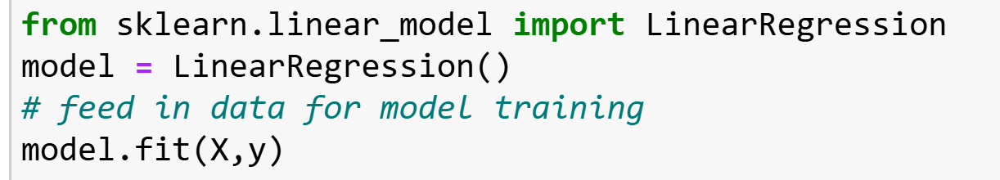 from sklearn.linear_model import LinearRegression
model = LinearRegression()
# feed in data for model training
model.fit(X,y)